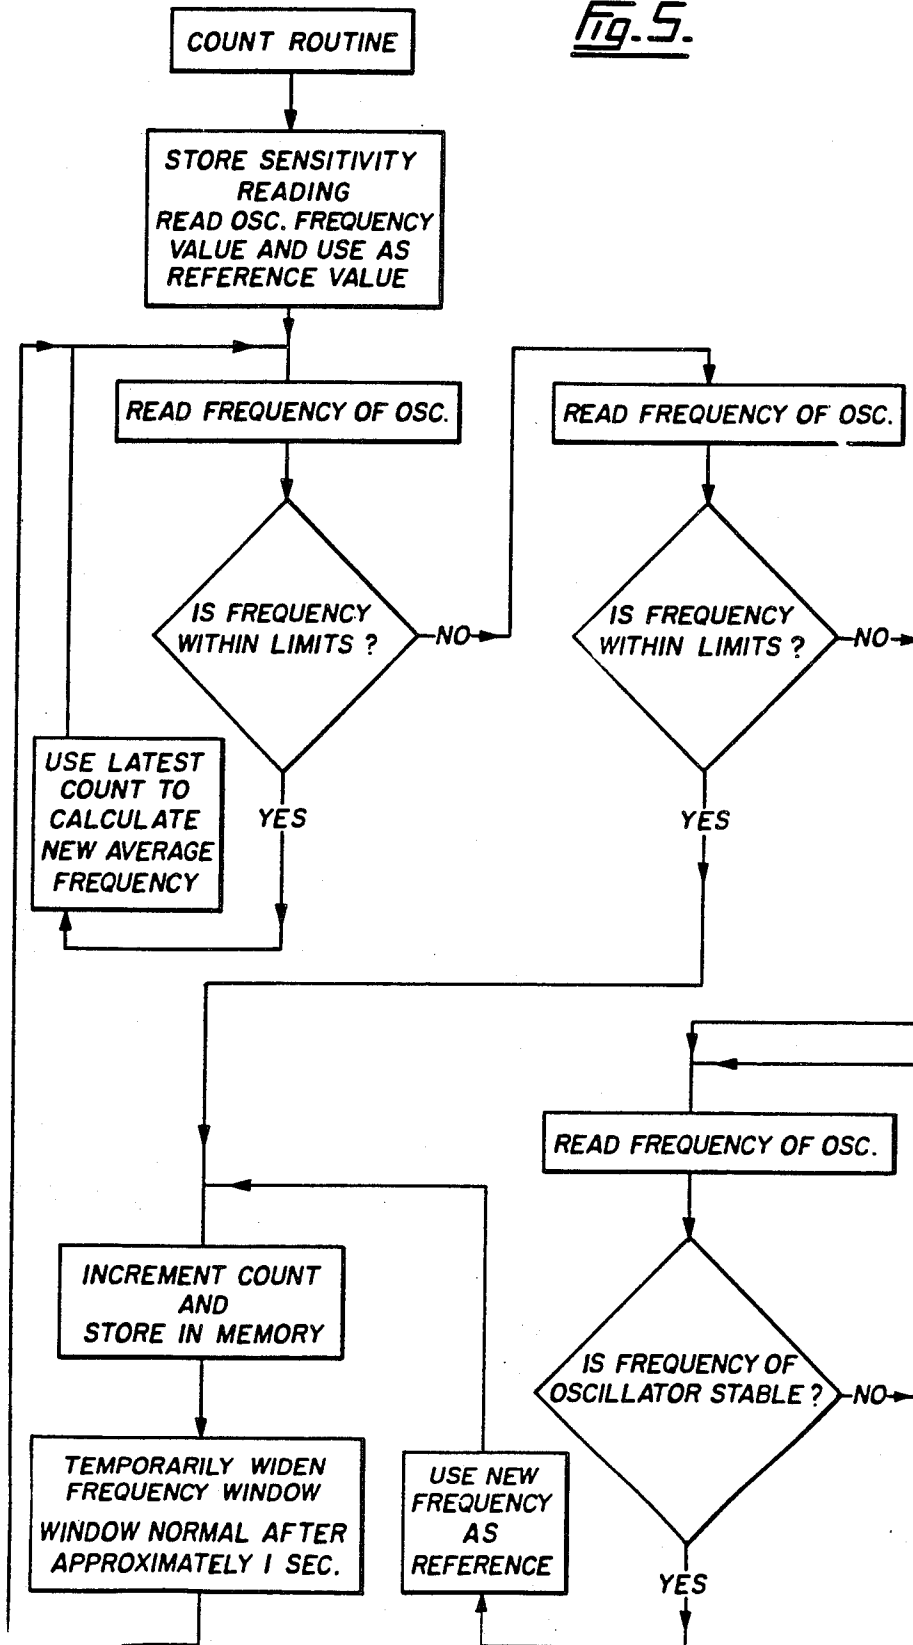 Fig. 5.
COUNT ROUTINE
STORE SENSITIVITY
READING
READ OSC. FREQUENCY
VALUE AND USE AS
REFERENCE VALUE
READ FREQUENCY OF OSC.
READ FREQUENCY OF OSC.
IS FREQUENCY
WITHIN LIMITS ?
NO
IS FREQUENCY
WITHIN LIMITS ?
NO
USE LATEST
COUNT TO
CALCULATE
NEW AVERAGE
FREQUENCY
YES
YES
READ FREQUENCY OF OSC.
INCREMENT COUNT
AND
STORE IN MEMORY
IS FREQUENCY OF
OSCILLATOR STABLE ?
NO
TEMPORARILY WIDEN
FREQUENCY WINDOW
WINDOW NORMAL AFTER
APPROXIMATELY 1 SEC.
USE NEW
FREQUENCY
AS
REFERENCE
YES